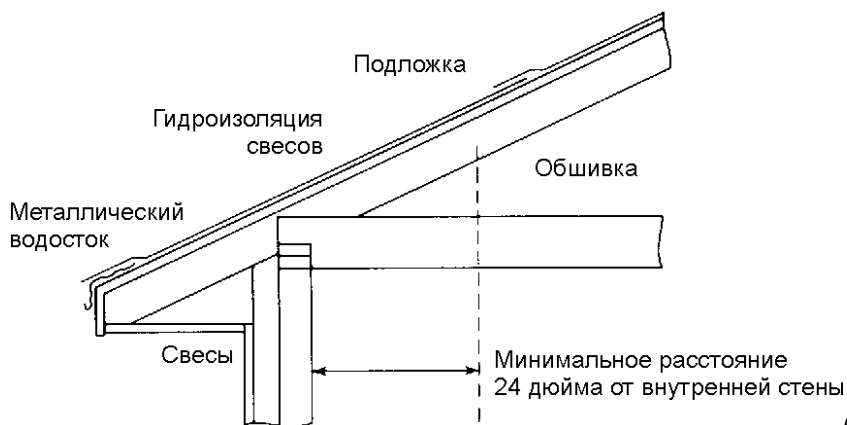 Подложка
Гидроизоляция
свесов
Обшивка
Металлический
водосток
Свесы
Минимальное расстояние
24 дюйма от внутренней стены